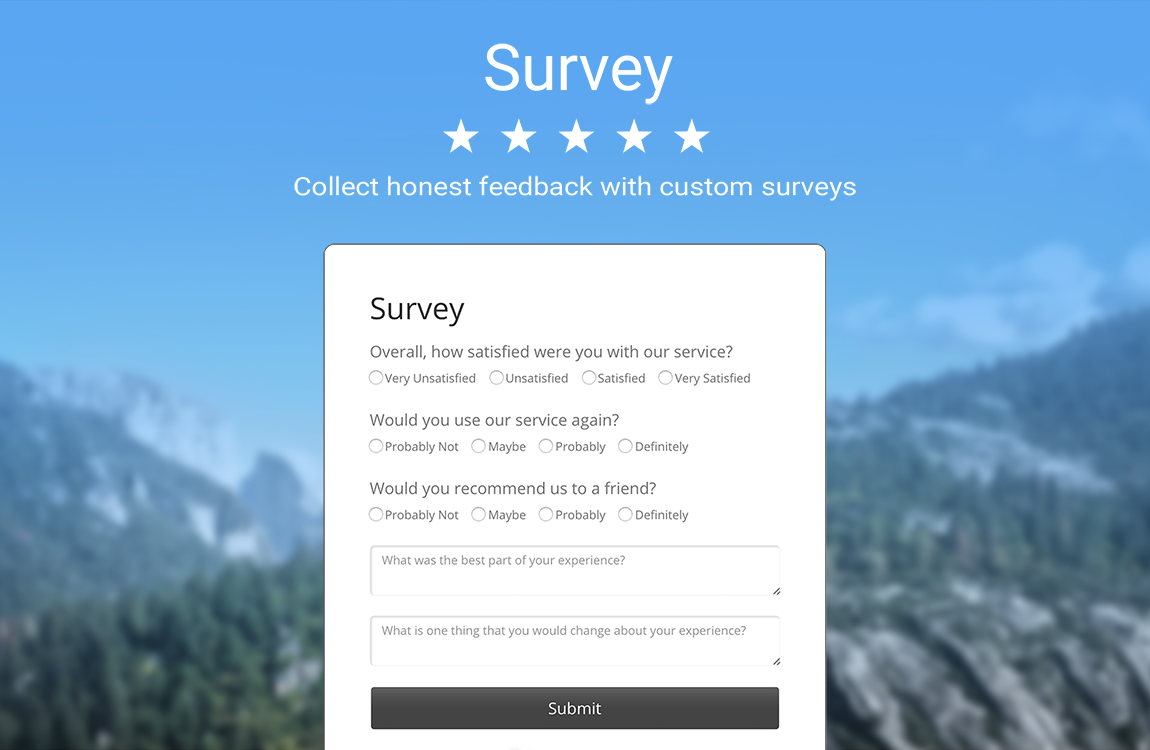 Survey
Collect honest feedback with custom surveys
Survey
Overall, how satisfied were you with our service?
Very Unsatisfied Unsatisfied Satisfied Very Satisfied
Would you use our service again?
Probably Not Maybe Probably Definitely
Would you recommend us to a friend?
Probably Not Maybe Probably Definitely
What was the best part of your experience?
What is one thing that you would change about your experience?
Submit